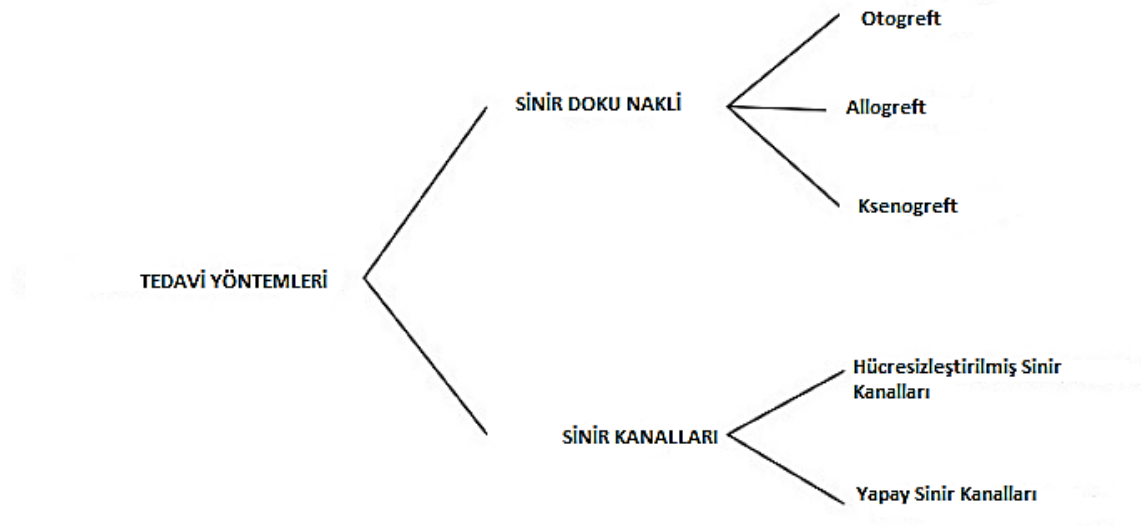 Otogreft
SİNİR DOKU NAKLİ
Allogreft
Ksenogreft
TEDAVİ YÖNTEMLERİ
Hücresizleştirilmiş Sinir
Kanalları
SİNİR KANALLARI
Yapay Sinir Kanalları